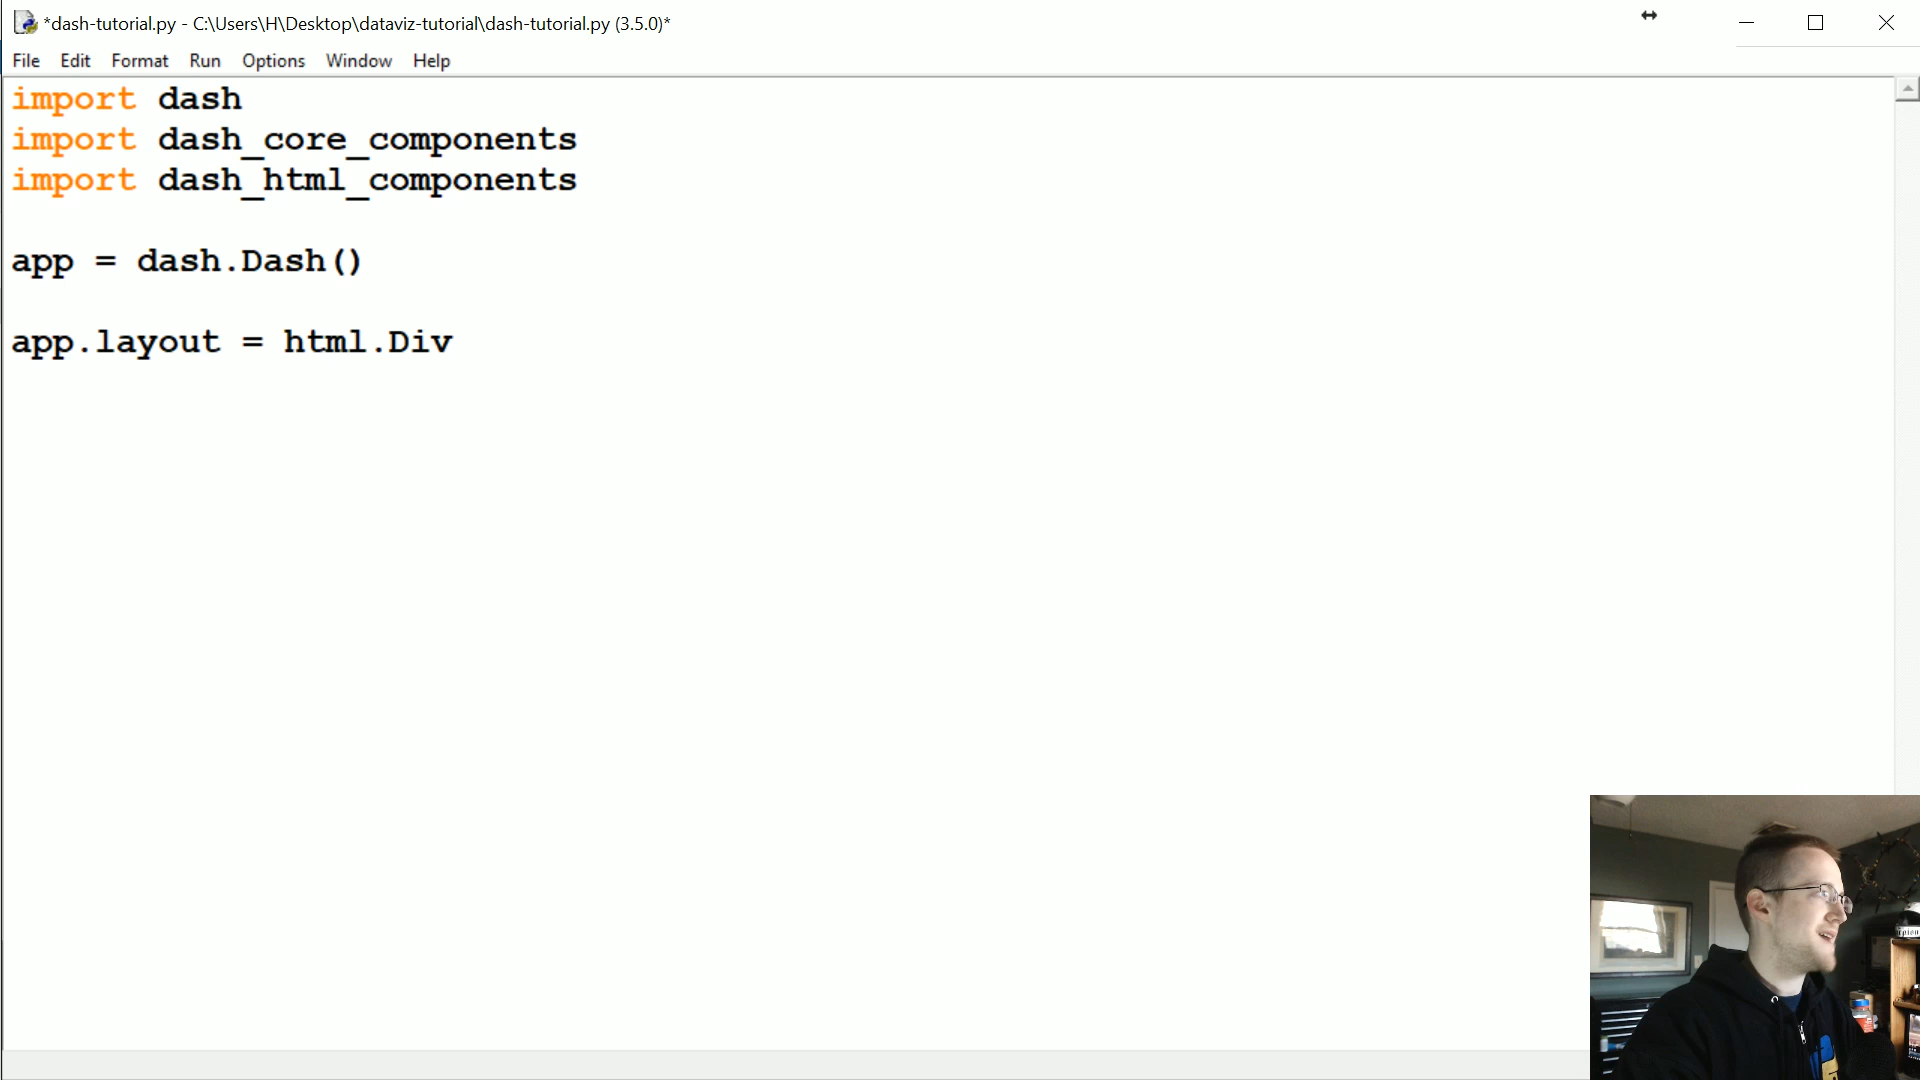 *dash-tutorial.py - C:\Users\H\Desktop\dataviz-tutorial\dash-tutorial.py (3.5.0)*
File Edit Format Run Options Window Help
import dash
import dash_core_components
import dash_html_components
app = dash.Dash()
app.layout = html.Div